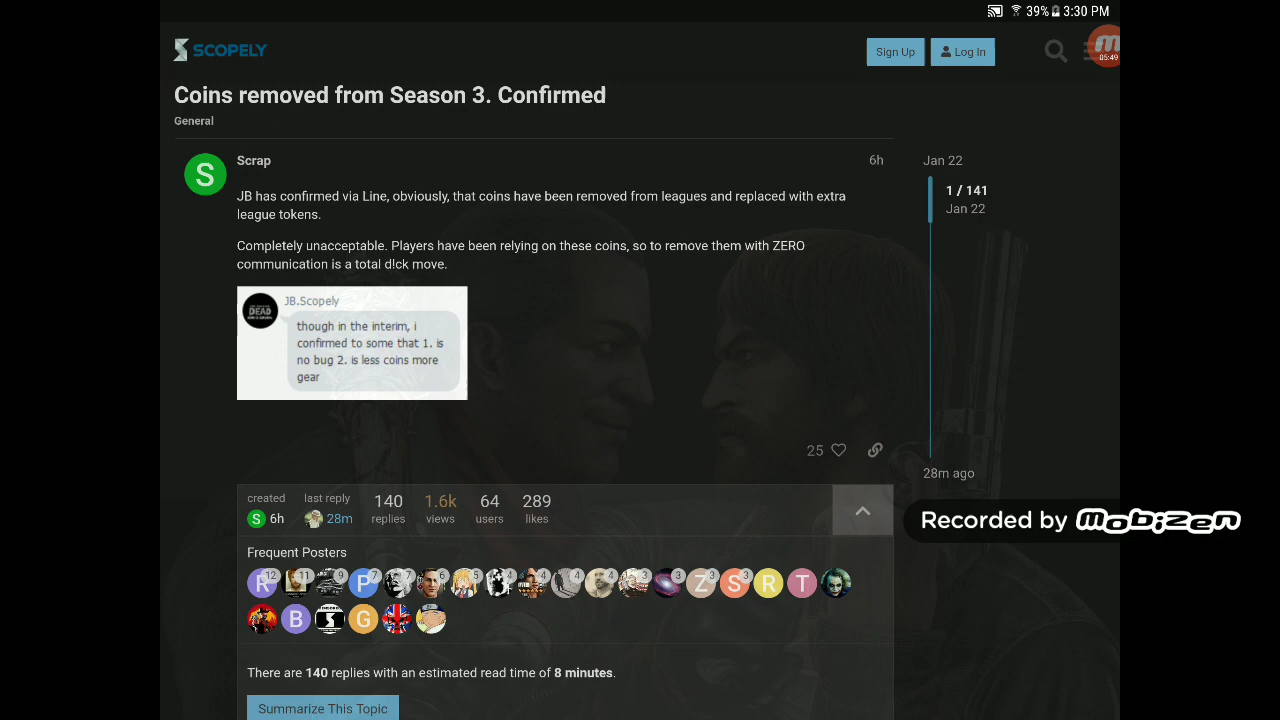 39% 3:30 PM
SCOPELY
Sign Up
Log In
05:49
Coins removed from Season 3. Confirmed
General
S
Scrap
6h
Jan 22
1 / 141
Jan 22
JB has confirmed via Line, obviously, that coins have been removed from leagues and replaced with extra
league tokens.
Completely unacceptable. Players have been relying on these coins, so to remove them with ZERO
communication is a total d!ck move.
JB.Scopely
DEAD
though in the interim, i
confirmed to some that 1. is
no bug 2. is less coins more
gear
25
28m ago
created
last reply
140
1.6k
64
289
S 6h
28m
replies
views
users
likes
Recorded by mobizen
Frequent Posters
R 12 11 9 P 7 7 6 5 4 4 4 4 3 3 Z 3 S 3 R T
B G
There are 140 replies with an estimated read time of 8 minutes.
Summarize This Topic